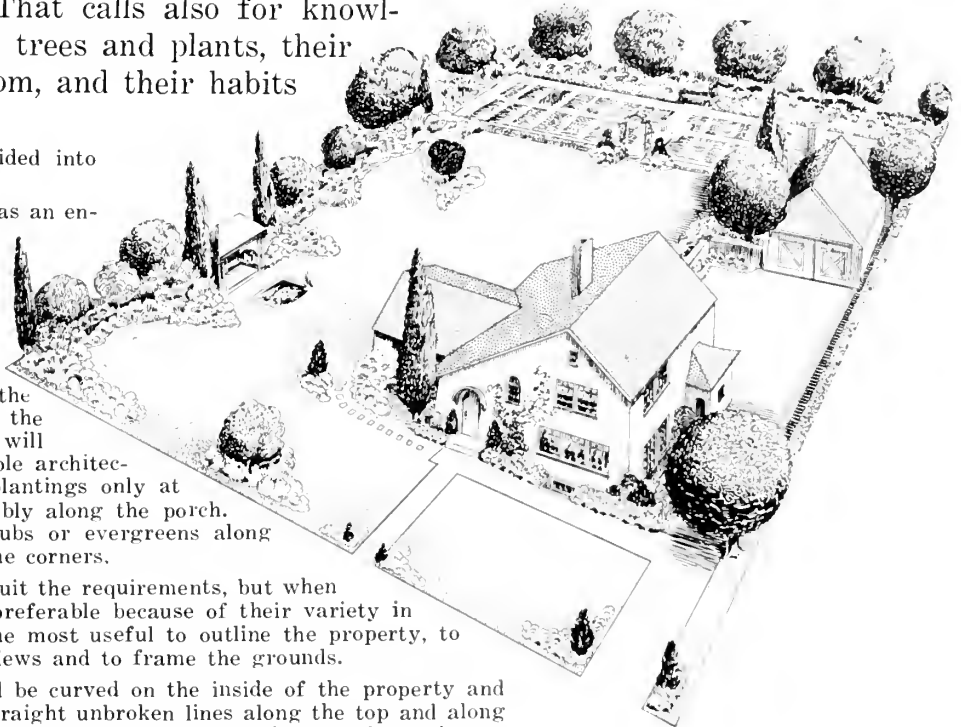 That calls also for knowl-
trees and plants, their
om, and their habits
ided into
as an en-
the
the
will
ole architec-
plantings only at
bly along the porch.
ubs or evergreens along
he corners.
uit the requirements, but when
preferable because of their variety in
ne most useful to outline the property, to
iews and to frame the grounds.
l be curved on the inside of the property and
raight unbroken lines along the top and along